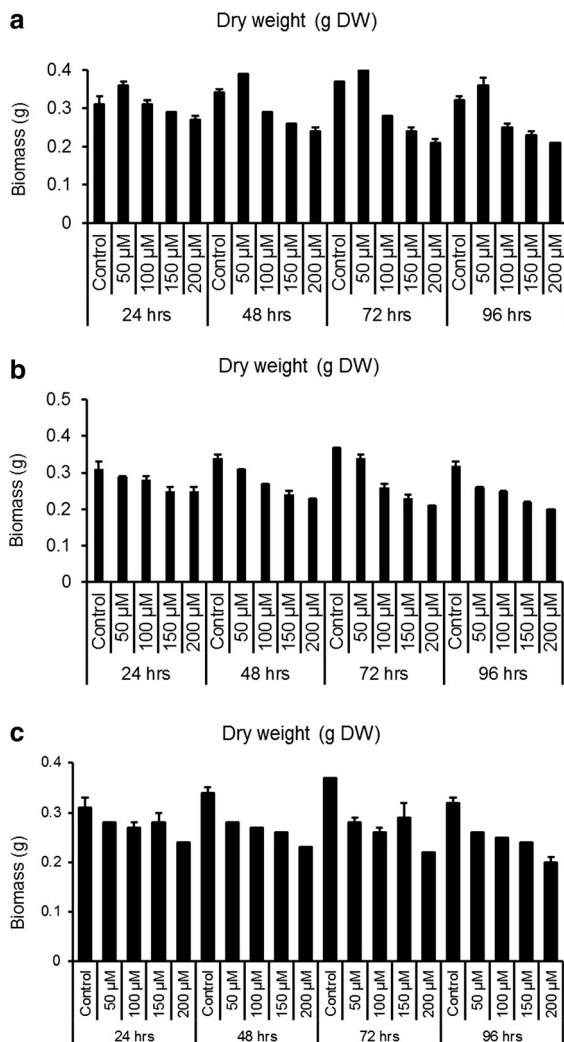 a
Dry weight (g DW)
0.4
0.3
0.2
0.1
0
Biomass (g)
Control 50 µM 100 µM 150 µM 200 µM Control 50 µM 100 µM 150 µM 200 µM Control 50 µM 100 µM 150 µM 200 µM Control 50 µM 100 µM 150 µM 200 µM
24 hrs 48 hrs 72 hrs 96 hrs
b
Dry weight (g DW)
0.5
0.4
0.3
0.2
0.1
0
Biomass (g)
Control 50 µM 100 µM 150 µM 200 µM Control 50 µM 100 µM 150 µM 200 µM Control 50 µM 100 µM 150 µM 200 µM Control 50 µM 100 µM 150 µM 200 µM
24 hrs 48 hrs 72 hrs 96 hrs
c
Dry weight (g DW)
0.4
0.3
0.2
0.1
0
Biomass (g)
Control 50 µM 100 µM 150 µM 200 µM Control 50 µM 100 µM 150 µM 200 µM Control 50 µM 100 µM 150 µM 200 µM Control 50 µM 100 µM 150 µM 200 µM
24 hrs 48 hrs 72 hrs 96 hrs